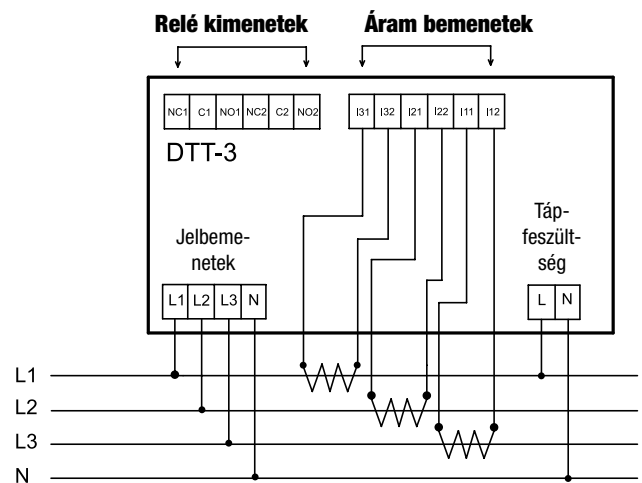 Relé kimenetek Áram bemenetek
NC1 C1 NO1 NC2 C2 NO2 I31 I32 I21 I22 I11 I12
DTT-3
Jelbeme-
netek
Táp-
feszült-
ség
L1 L2 L3 N L N
L1
L2
L3
N